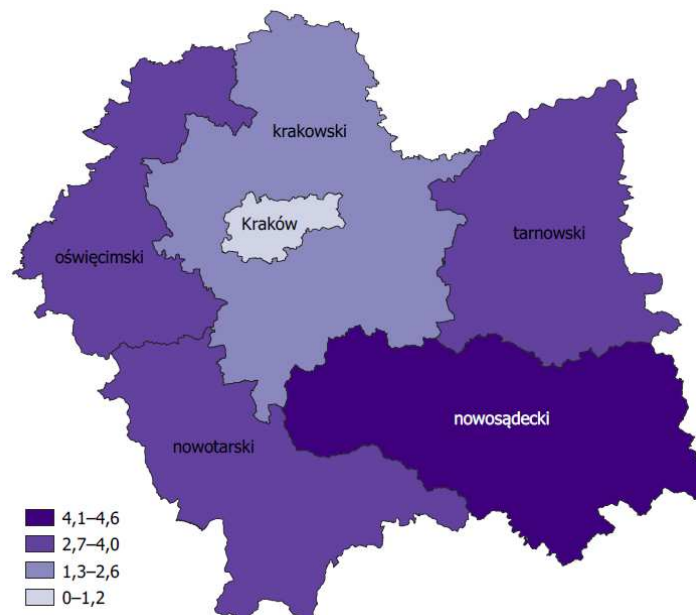 krakowski
Kraków
tarnowski
oświęcimski
nowosądecki
nowotarski
4,1–4,6
2,7–4,0
1,3–2,6
0–1,2